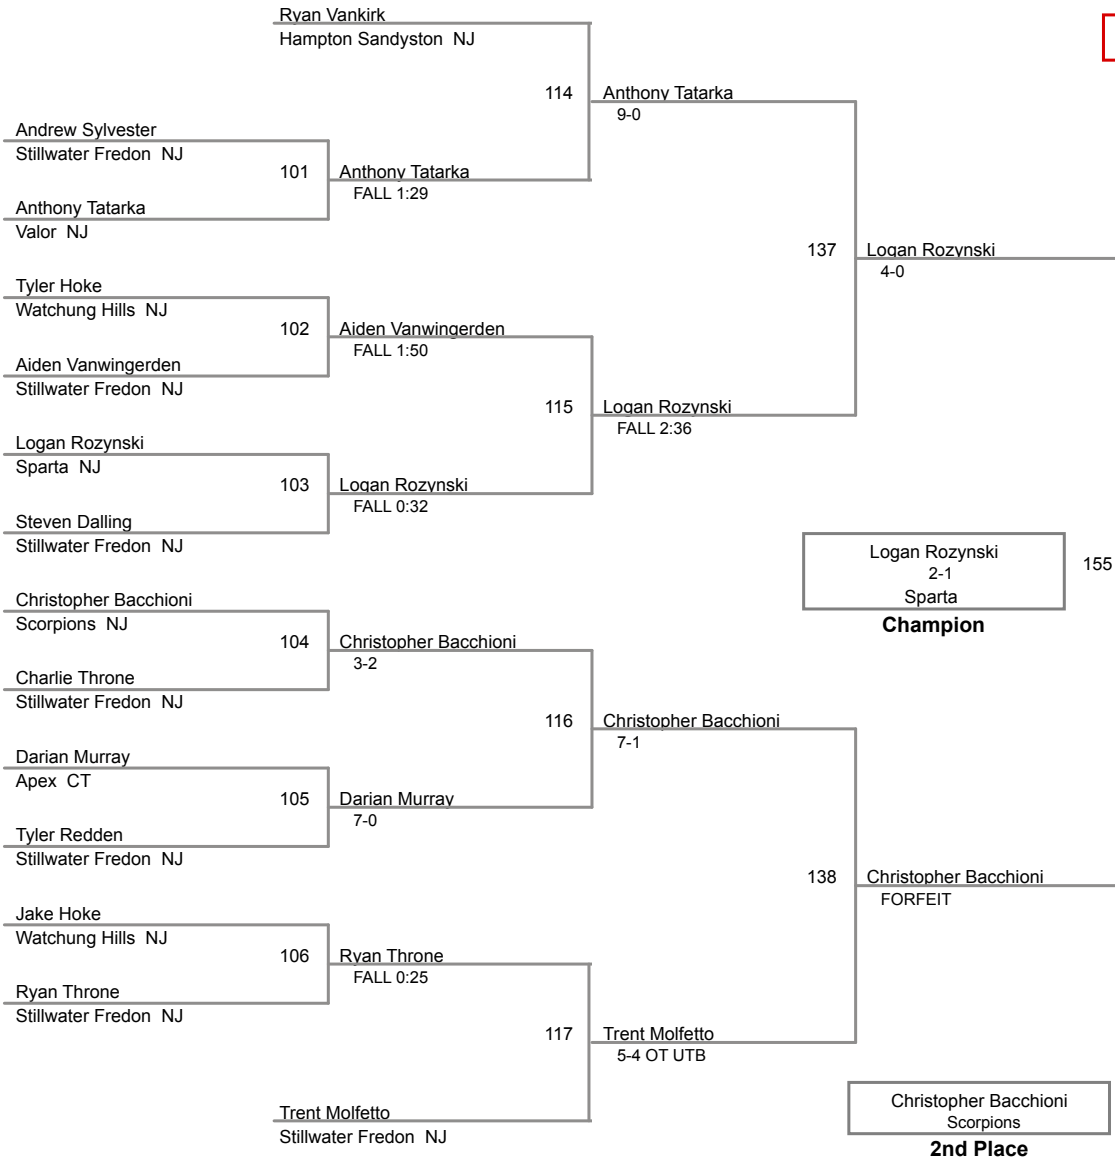 Ryan Vankirk
Hampton Sandyston NJ
114
Anthony Tatarka
9-0
Andrew Sylvester
Stillwater Fredon NJ
101
Anthony Tatarka
FALL 1:29
Anthony Tatarka
Valor NJ
137
Logan Rozynski
4-0
Tyler Hoke
Watchung Hills NJ
102
Aiden Vanwingerden
FALL 1:50
Aiden Vanwingerden
Stillwater Fredon NJ
115
Logan Rozynski
FALL 2:36
Logan Rozynski
Sparta NJ
103
Logan Rozynski
FALL 0:32
Steven Dalling
Stillwater Fredon NJ
Logan Rozynski
2-1
Sparta
155
Champion
Christopher Bacchioni
Scorpions NJ
104
Christopher Bacchioni
3-2
Charlie Throne
Stillwater Fredon NJ
116
Christopher Bacchioni
7-1
Darian Murray
Apex CT
105
Darian Murray
7-0
Tyler Redden
Stillwater Fredon NJ
138
Christopher Bacchioni
FORFEIT
Jake Hoke
Watchung Hills NJ
106
Ryan Throne
FALL 0:25
Ryan Throne
Stillwater Fredon NJ
117
Trent Molfetto
5-4 OT UTB
Trent Molfetto
Stillwater Fredon NJ
Christopher Bacchioni
Scorpions
2nd Place